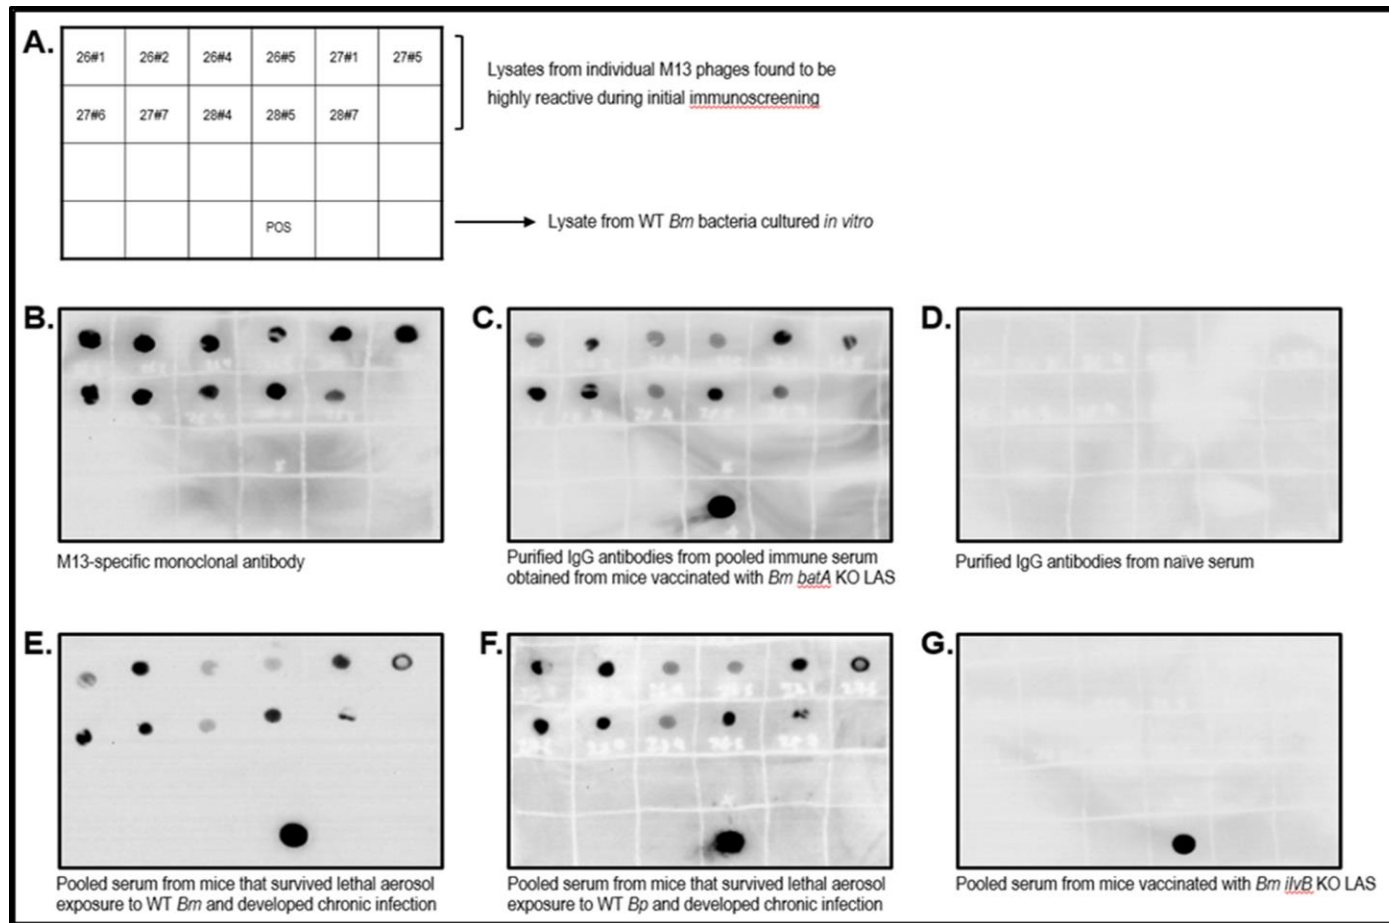 A.
26#1 26#2 26#4 26#5 27#1 27#5
27#6 27#7 28#4 28#5 28#7
POS
Lysates from individual M13 phages found to be
highly reactive during initial immunoscreening
Lysate from WT Bm bacteria cultured in vitro
B.
M13-specific monoclonal antibody
C.
Purified IgG antibodies from pooled immune serum
obtained from mice vaccinated with Bm batA KO LAS
D.
Purified IgG antibodies from naïve serum
E.
Pooled serum from mice that survived lethal aerosol
exposure to WT Bm and developed chronic infection
F.
Pooled serum from mice that survived lethal aerosol
exposure to WT Bp and developed chronic infection
G.
Pooled serum from mice vaccinated with Bm ilvB KO LAS